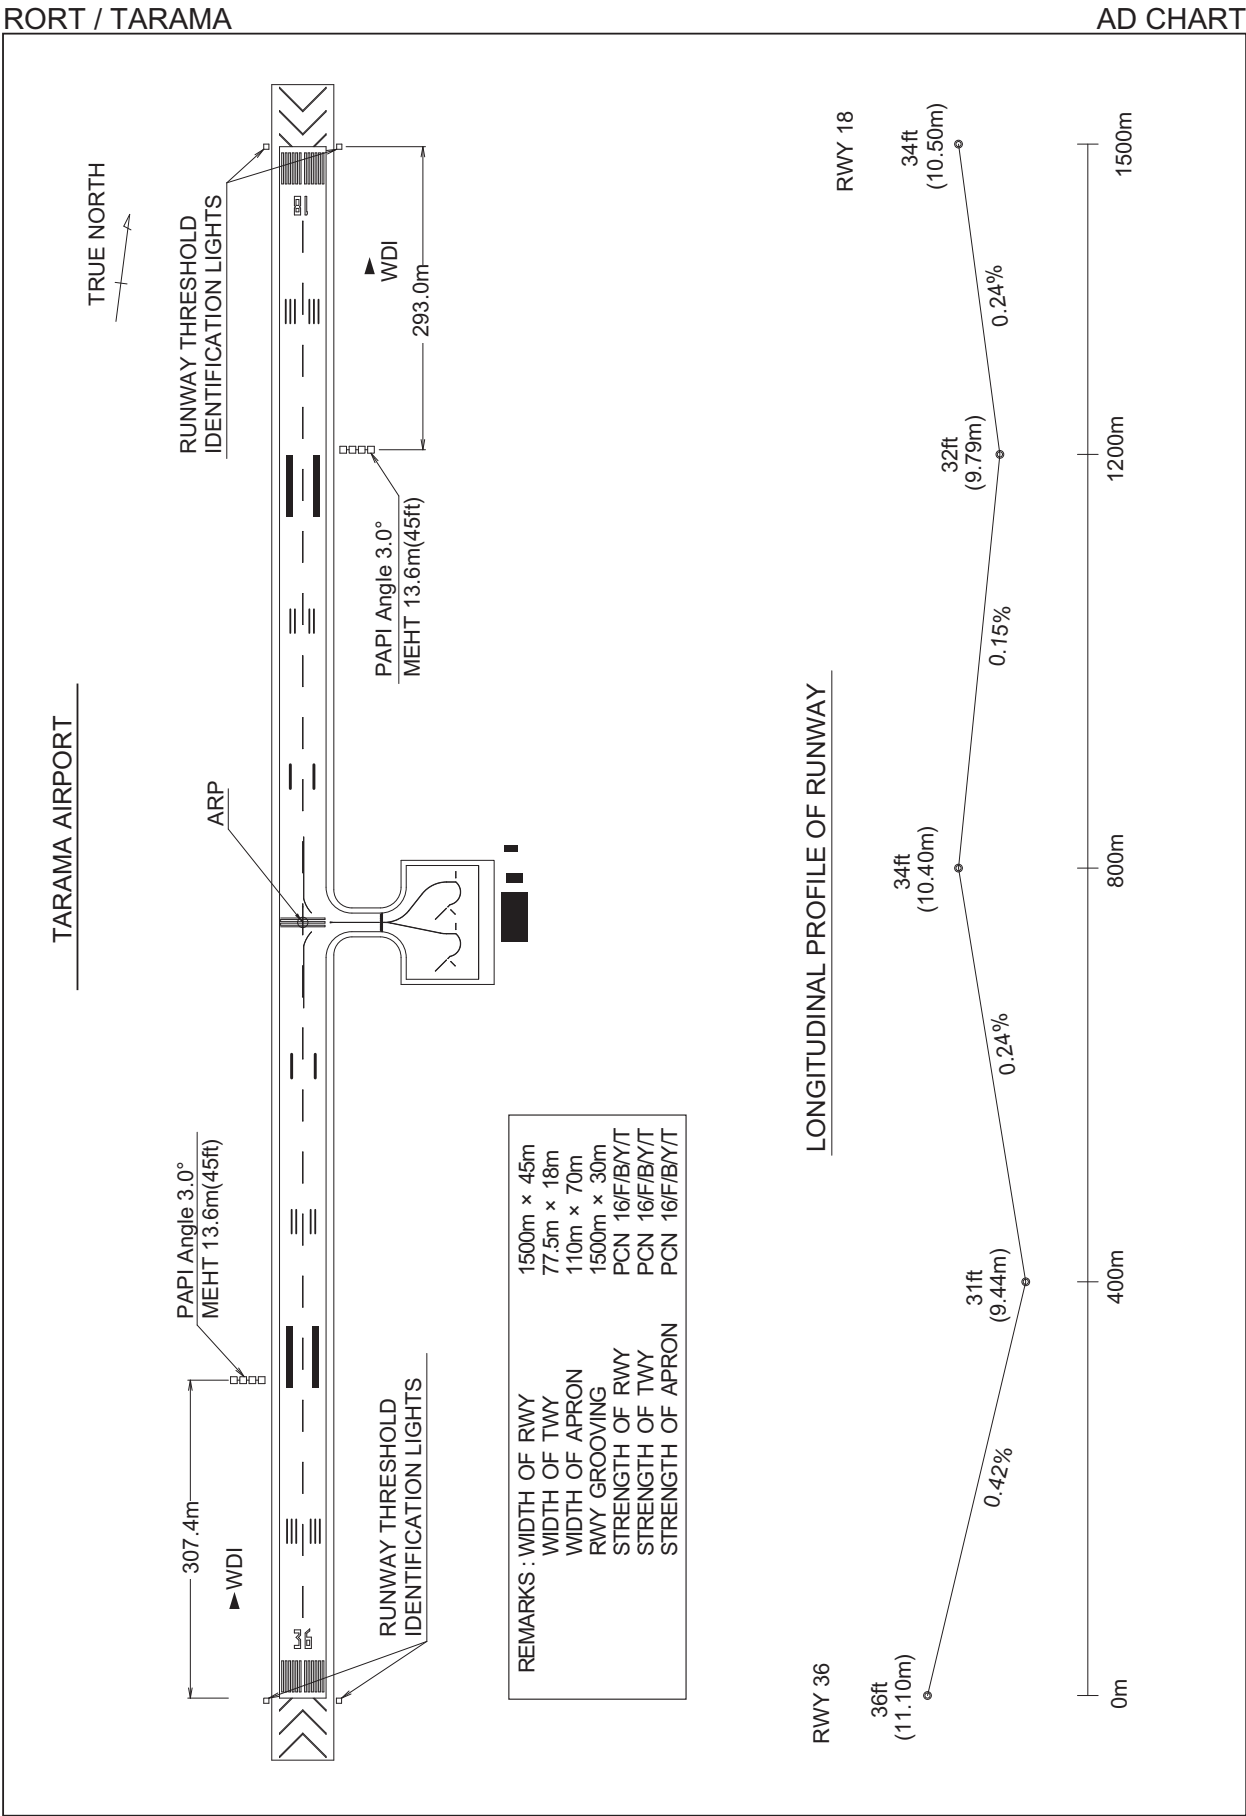 RORT / TARAMA
AD CHART
TARAMA AIRPORT
TRUE NORTH
RUNWAY THRESHOLD
IDENTIFICATION LIGHTS
18
WDI
293.0m
PAPI Angle 3.0°
MEHT 13.6m(45ft)
ARP
PAPI Angle 3.0°
MEHT 13.6m(45ft)
307.4m
WDI
36
RUNWAY THRESHOLD
IDENTIFICATION LIGHTS
REMARKS : WIDTH OF RWY 1500m × 45m
WIDTH OF TWY 77.5m × 18m
WIDTH OF APRON 110m × 70m
RWY GROOVING 1500m × 30m
STRENGTH OF RWY PCN 16/F/B/Y/T
STRENGTH OF TWY PCN 16/F/B/Y/T
STRENGTH OF APRON PCN 16/F/B/Y/T
LONGITUDINAL PROFILE OF RUNWAY
RWY 36
RWY 18
36ft
(11.10m)
31ft
(9.44m)
34ft
(10.40m)
32ft
(9.79m)
34ft
(10.50m)
0.42%
0.24%
0.15%
0.24%
0m
400m
800m
1200m
1500m